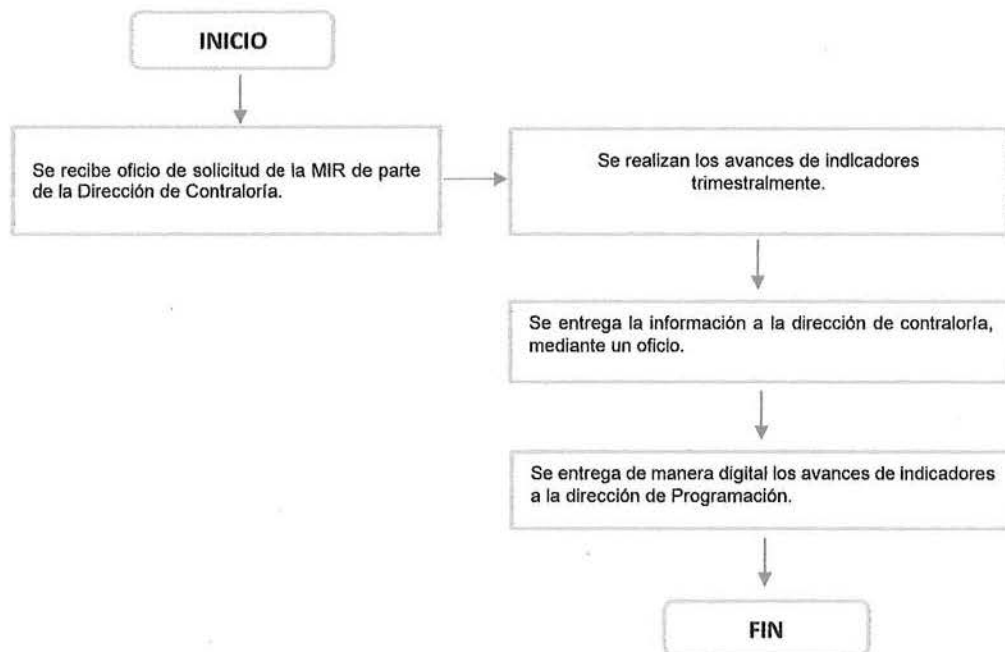 INICIO
Se recibe oficio de solicitud de la MIR de parte
de la Dirección de Contraloría.
Se realizan los avances de indicadores
trimestralmente.
Se entrega la información a la dirección de contraloría,
mediante un oficio.
Se entrega de manera digital los avances de indicadores
a la dirección de Programación.
FIN